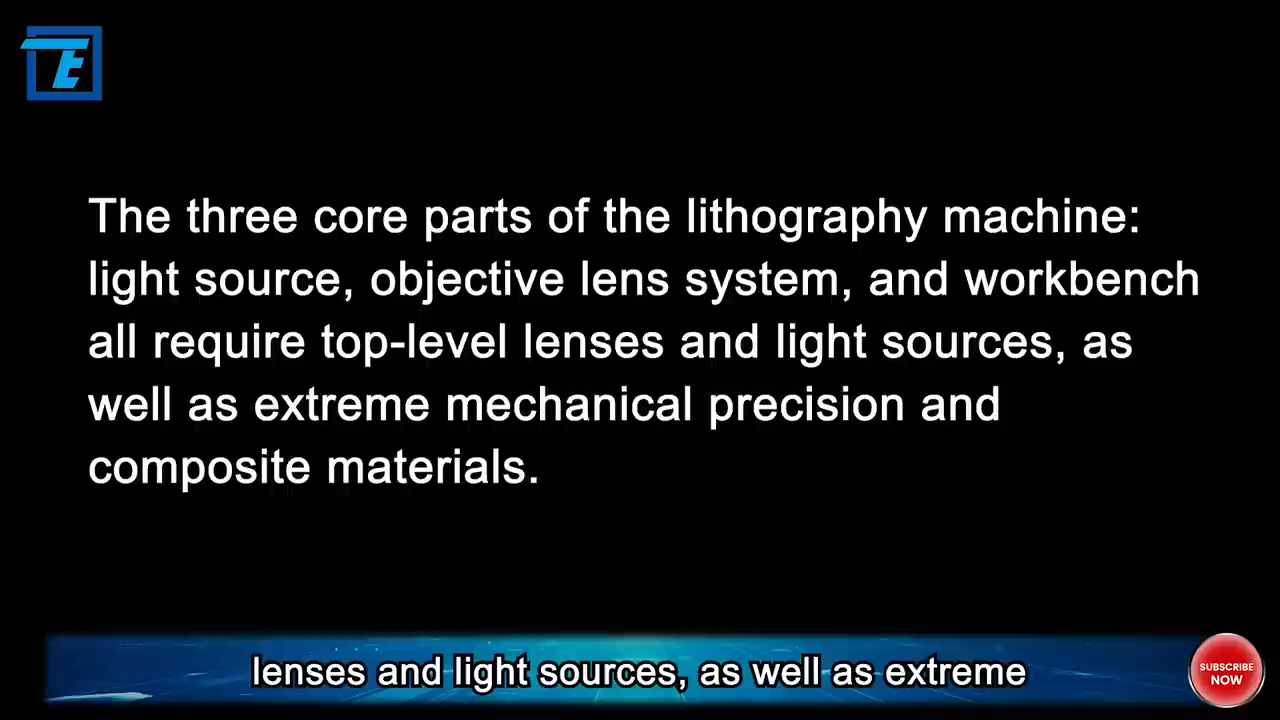 TE
The three core parts of the lithography machine:
light source, objective lens system, and workbench
all require top-level lenses and light sources, as
well as extreme mechanical precision and
composite materials.
lenses and light sources, as well as extreme
SUBSCRIBE
NOW